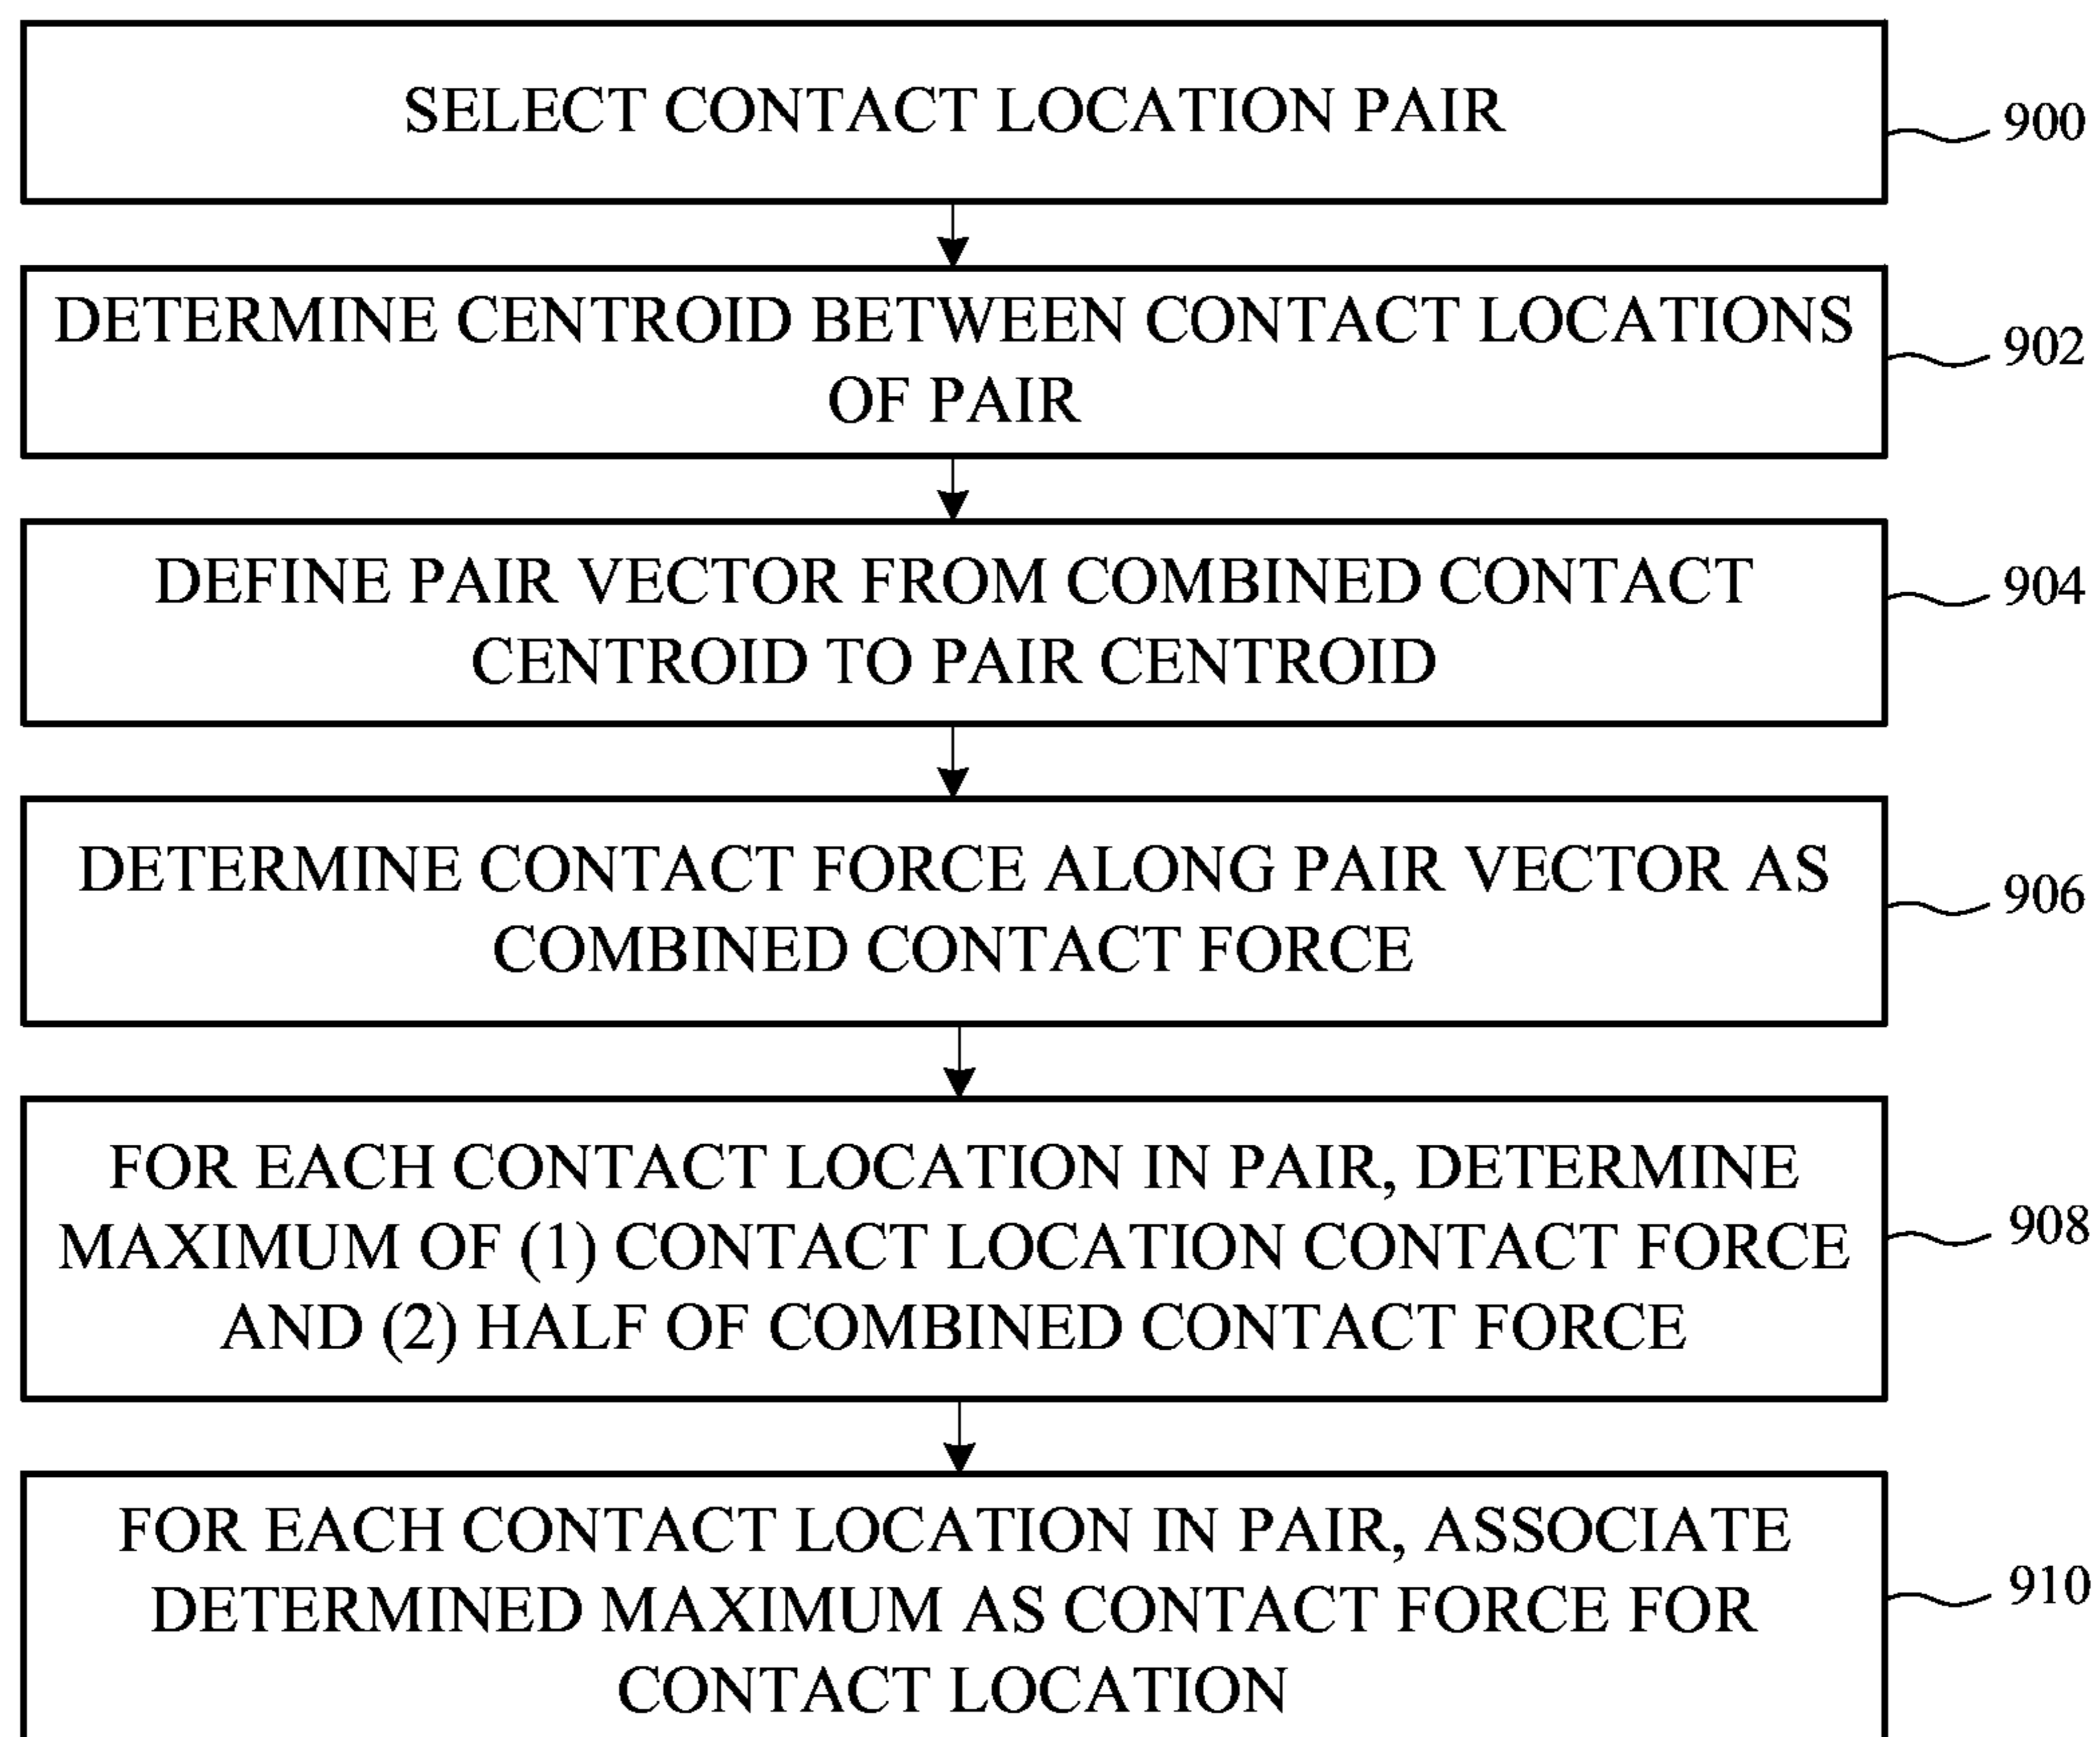 SELECT CONTACT LOCATION PAIR
900
DETERMINE CENTROID BETWEEN CONTACT LOCATIONS
OF PAIR
902
DEFINE PAIR VECTOR FROM COMBINED CONTACT
CENTROID TO PAIR CENTROID
904
DETERMINE CONTACT FORCE ALONG PAIR VECTOR AS
COMBINED CONTACT FORCE
906
FOR EACH CONTACT LOCATION IN PAIR, DETERMINE
MAXIMUM OF (1) CONTACT LOCATION CONTACT FORCE
AND (2) HALF OF COMBINED CONTACT FORCE
908
FOR EACH CONTACT LOCATION IN PAIR, ASSOCIATE
DETERMINED MAXIMUM AS CONTACT FORCE FOR
CONTACT LOCATION
910